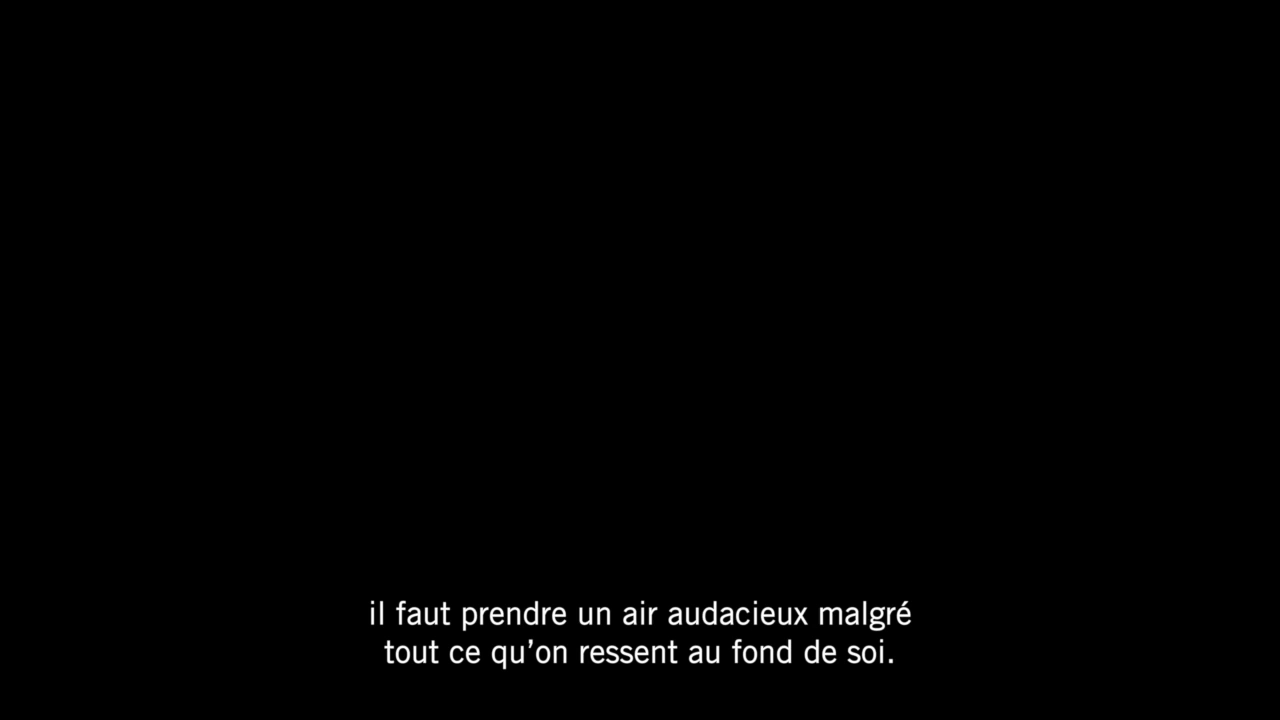 il faut prendre un air audacieux malgré
tout ce qu’on ressent au fond de soi.